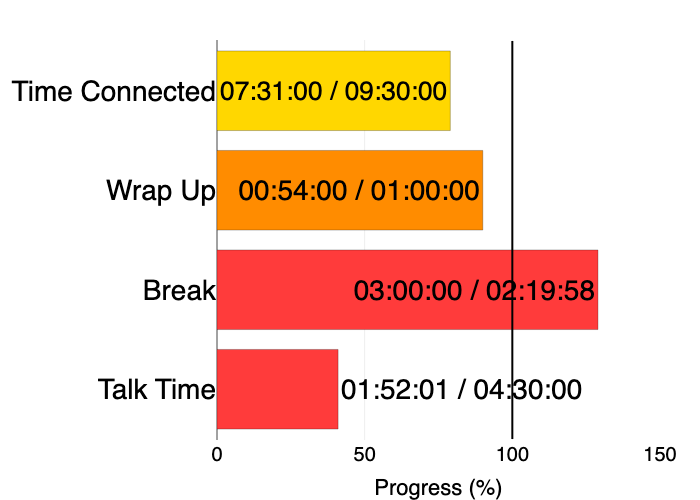 Time Connected 07:31:00 / 09:30:00
Wrap Up 00:54:00 / 01:00:00
Break 03:00:00 / 02:19:58
Talk Time 01:52:01 / 04:30:00
0 50 100 150
Progress (%)